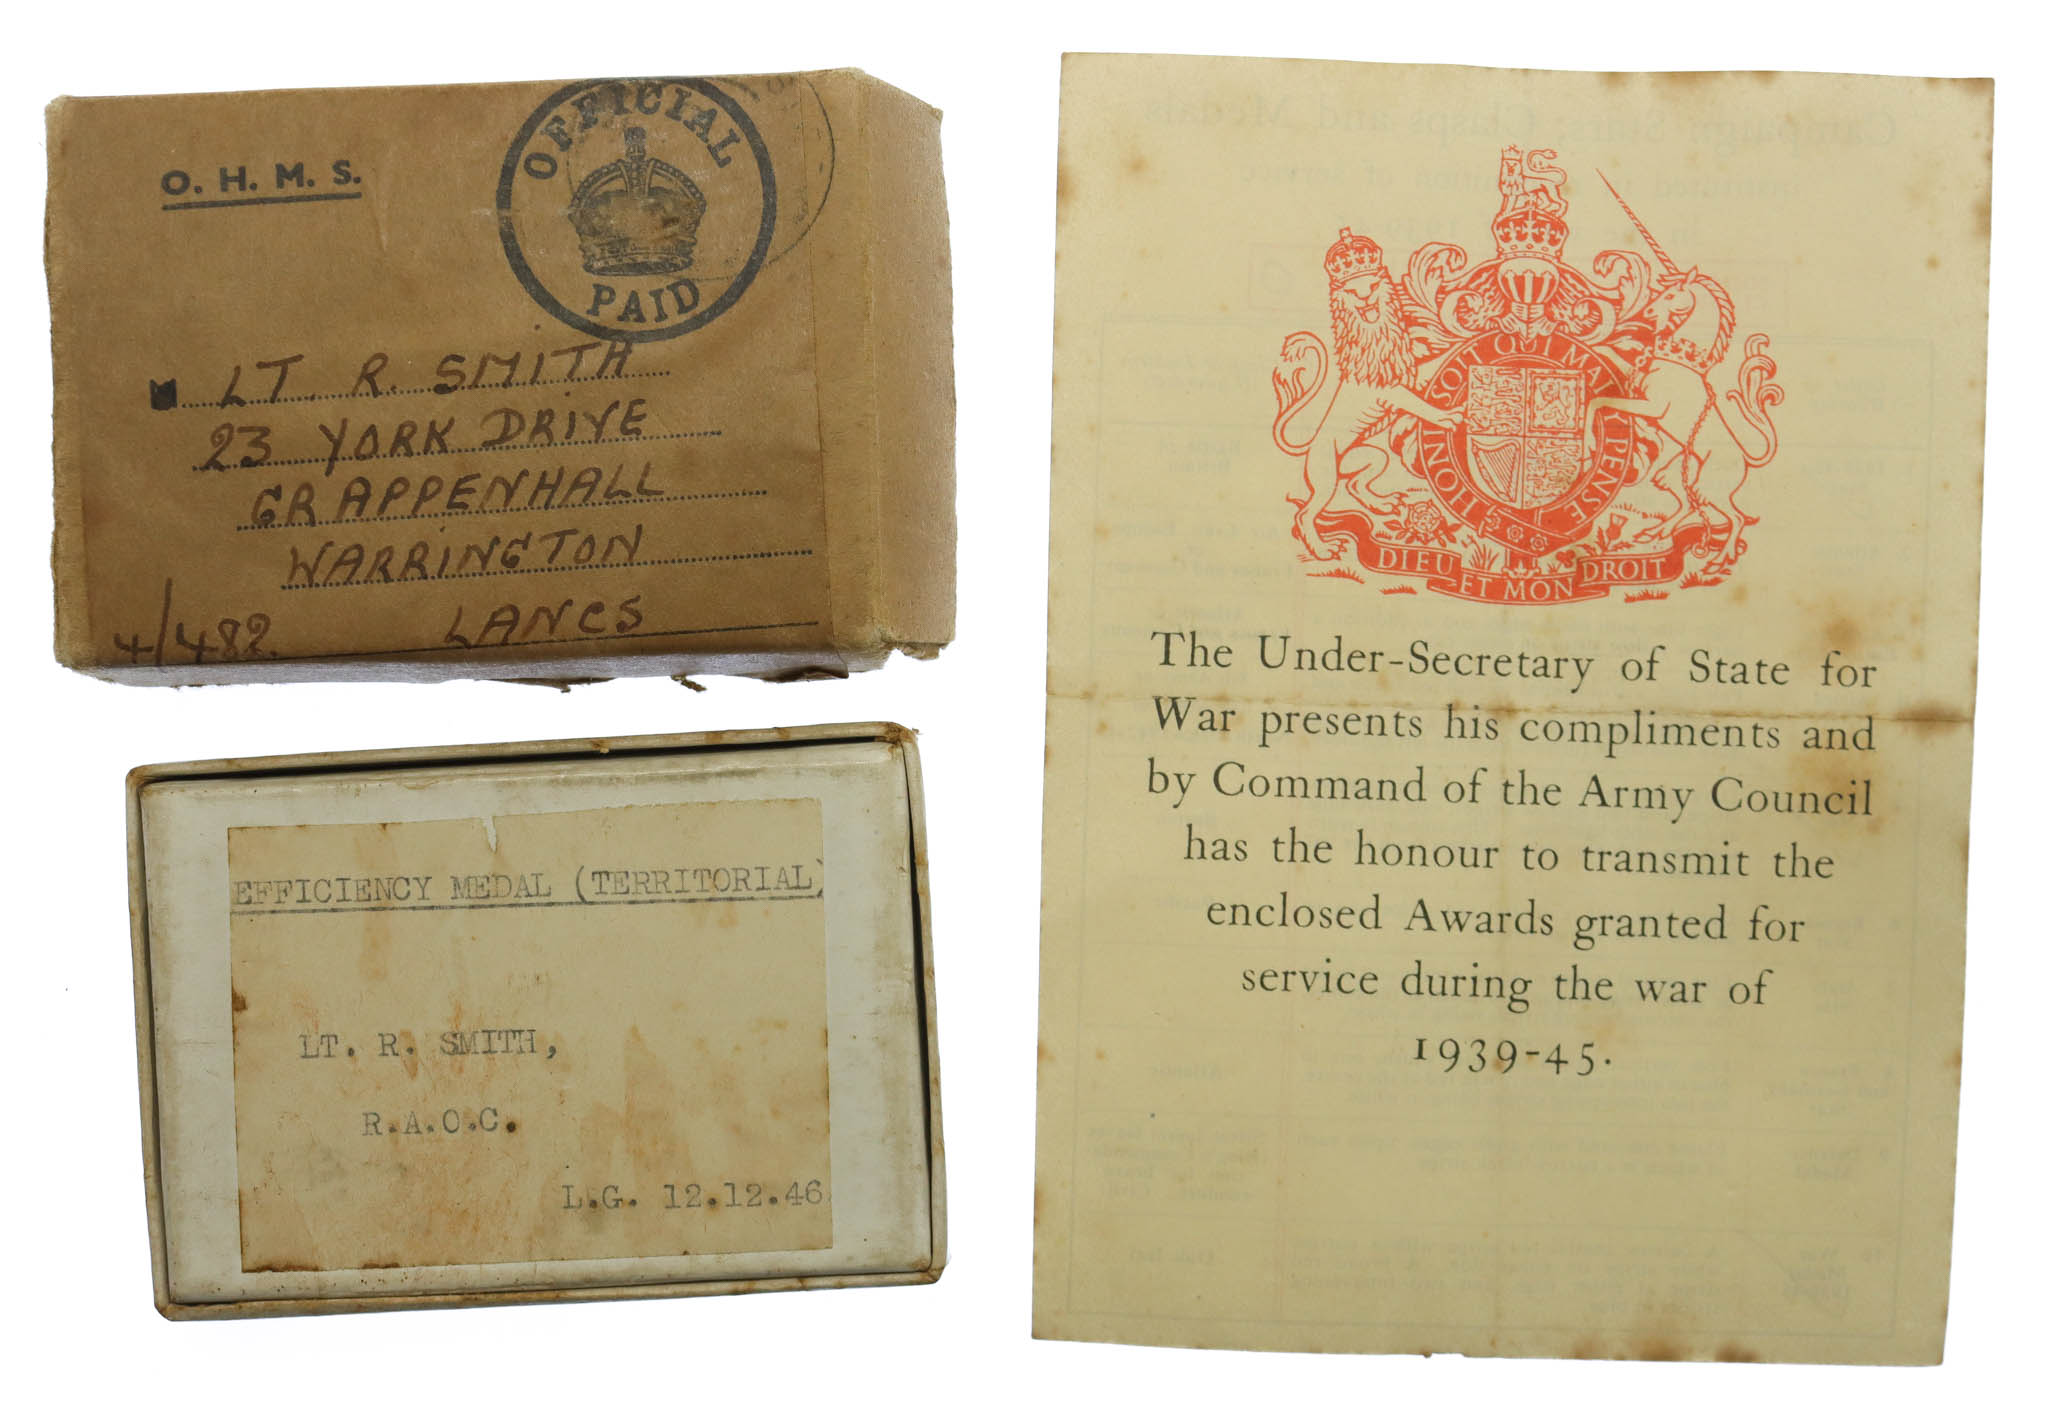 O. H. M. S.
OFFICIAL
PAID
LT. R. SMITH
23 YORK DRIVE
GRAPPENHALL
WARRINGTON
LANCS
4/482.
EFFICIENCY MEDAL (TERRITORIAL)
LT. R. SMITH,
R.A.O.C.
L.G. 12.12.46
HONI SOIT QUI MAL Y PENSE
DIEU ET MON DROIT
The Under-Secretary of State for
War presents his compliments and
by Command of the Army Council
has the honour to transmit the
enclosed Awards granted for
service during the war of
1939-45.